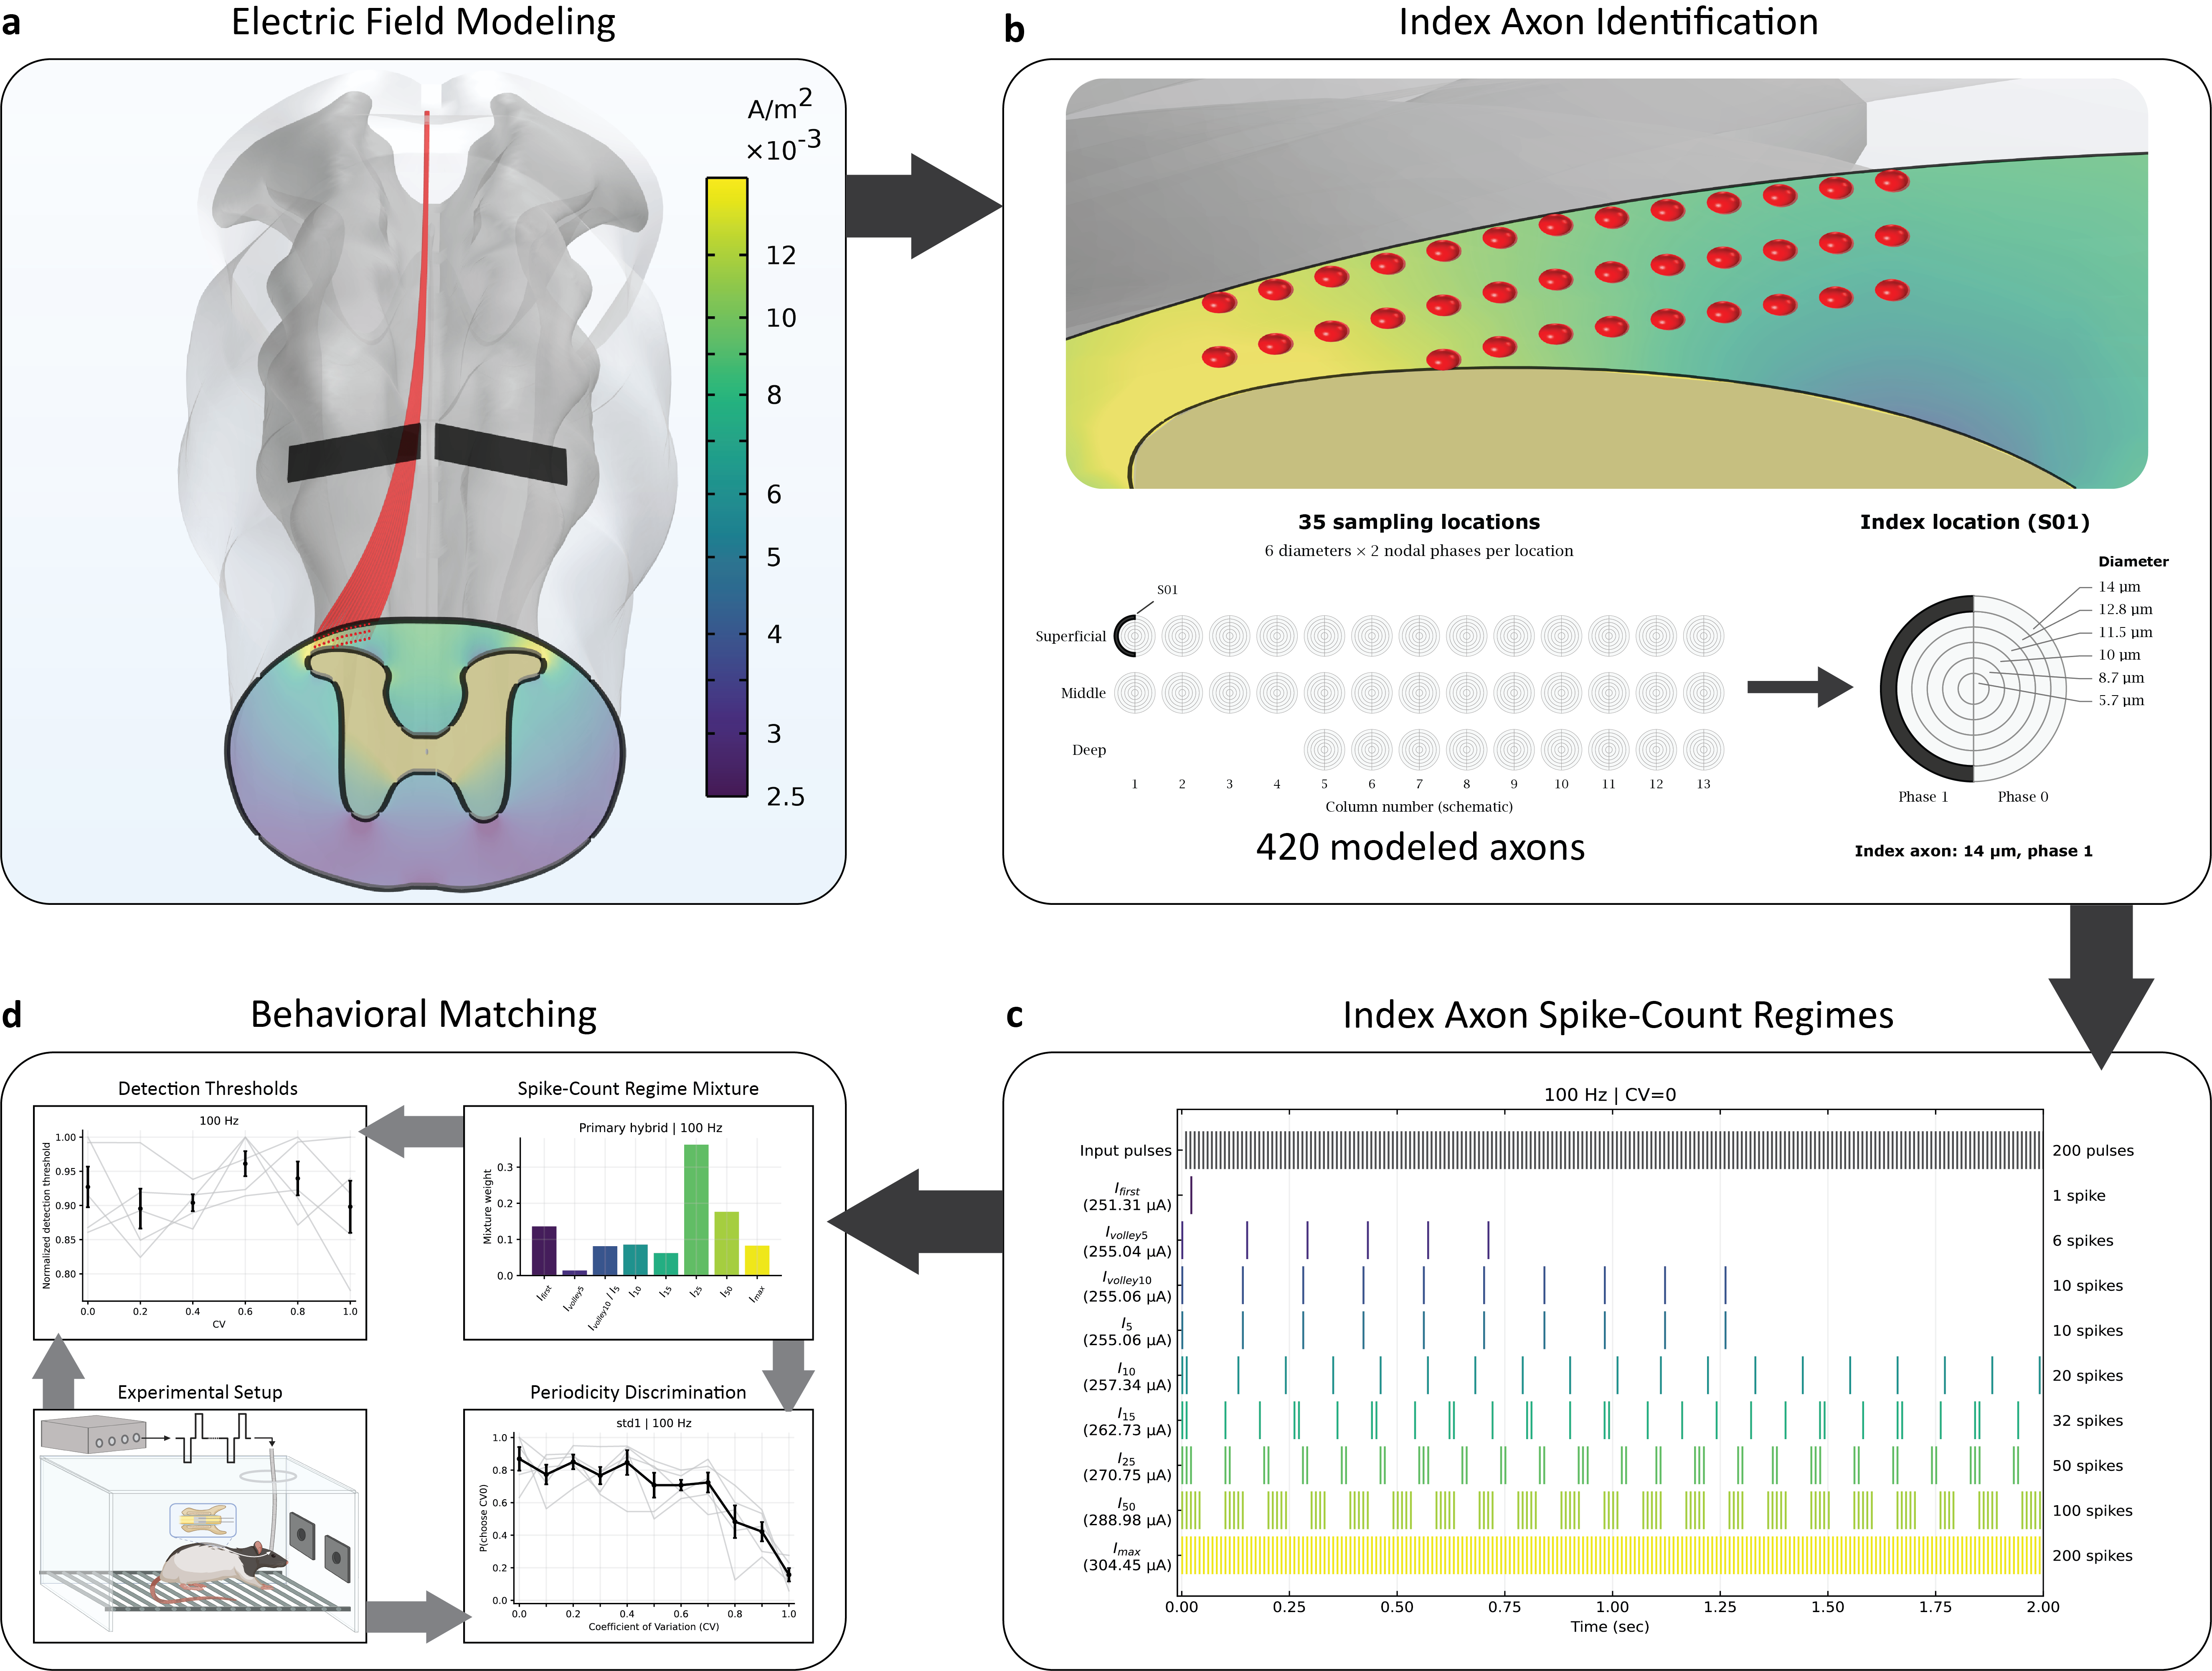 a
Electric Field Modeling
A/m2
×10-3
12
10
8
6
5
4
3
2.5
b
Index Axon Identification
35 sampling locations
6 diameters × 2 nodal phases per location
S01
Superficial
Middle
Deep
1 2 3 4 5 6 7 8 9 10 11 12 13
Column number (schematic)
420 modeled axons
Index location (S01)
Diameter
14 µm
12.8 µm
11.5 µm
10 µm
8.7 µm
5.7 µm
Phase 1 Phase 0
Index axon: 14 µm, phase 1
c
Index Axon Spike-Count Regimes
100 Hz | CV=0
Input pulses 200 pulses
Ifirst
(251.31 µA) 1 spike
Ivolley5
(255.04 µA) 6 spikes
Ivolley10
(255.06 µA) 10 spikes
I5
(255.06 µA) 10 spikes
I10
(257.34 µA) 20 spikes
I15
(262.73 µA) 32 spikes
I25
(270.75 µA) 50 spikes
I50
(288.98 µA) 100 spikes
Imax
(304.45 µA) 200 spikes
0.00 0.25 0.50 0.75 1.00 1.25 1.50 1.75 2.00
Time (sec)
d
Behavioral Matching
Detection Thresholds
100 Hz
Normalized detection threshold
1.00
0.95
0.90
0.85
0.80
0.0 0.2 0.4 0.6 0.8 1.0
CV
Spike-Count Regime Mixture
Primary hybrid | 100 Hz
Mixture weight
0.3
0.2
0.1
0.0
Ifirst Ivolley5 Ivolley10 / I5 I10 I15 I25 I50 Imax
Experimental Setup
Periodicity Discrimination
std1 | 100 Hz
P(choose CV0)
1.0
0.8
0.6
0.4
0.2
0.0
0.0 0.2 0.4 0.6 0.8 1.0
Coefficient of Variation (CV)